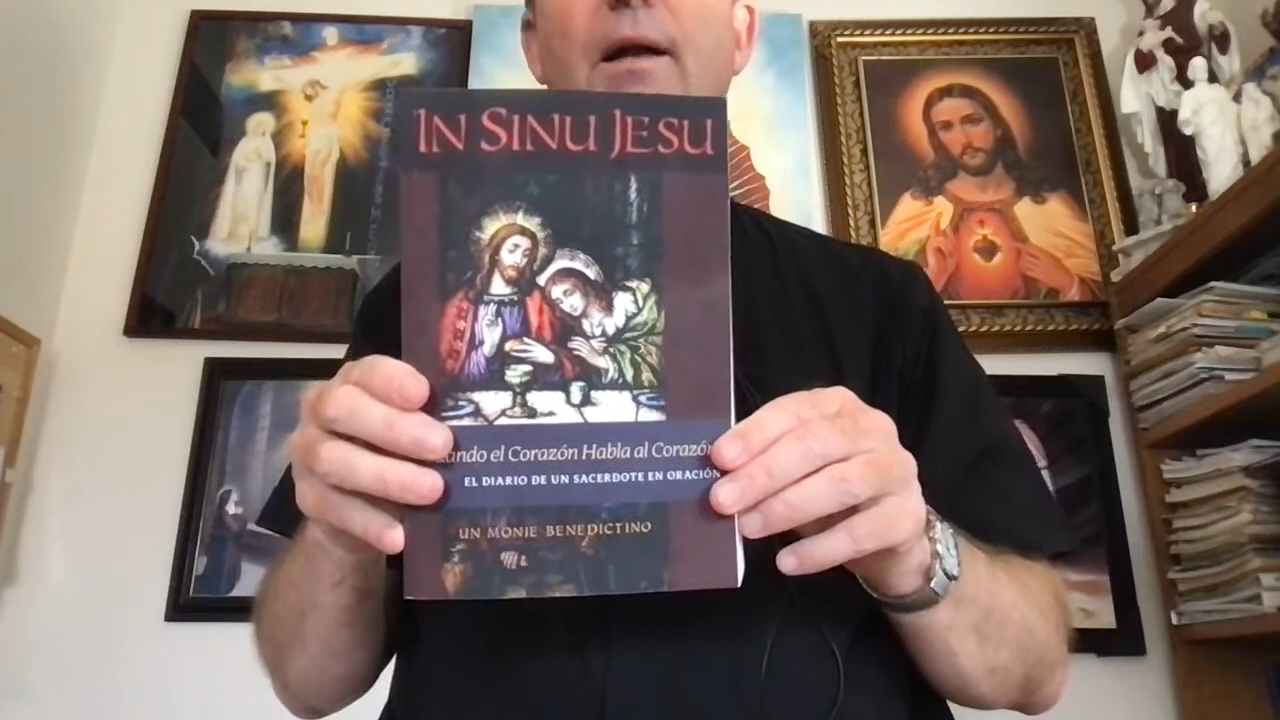 IN SINU JESU
el Corazón Habla al Corazón
EL DIARIO DE UN SACERDOTE EN ORACIÓN
UN MONJE BENEDICTINO